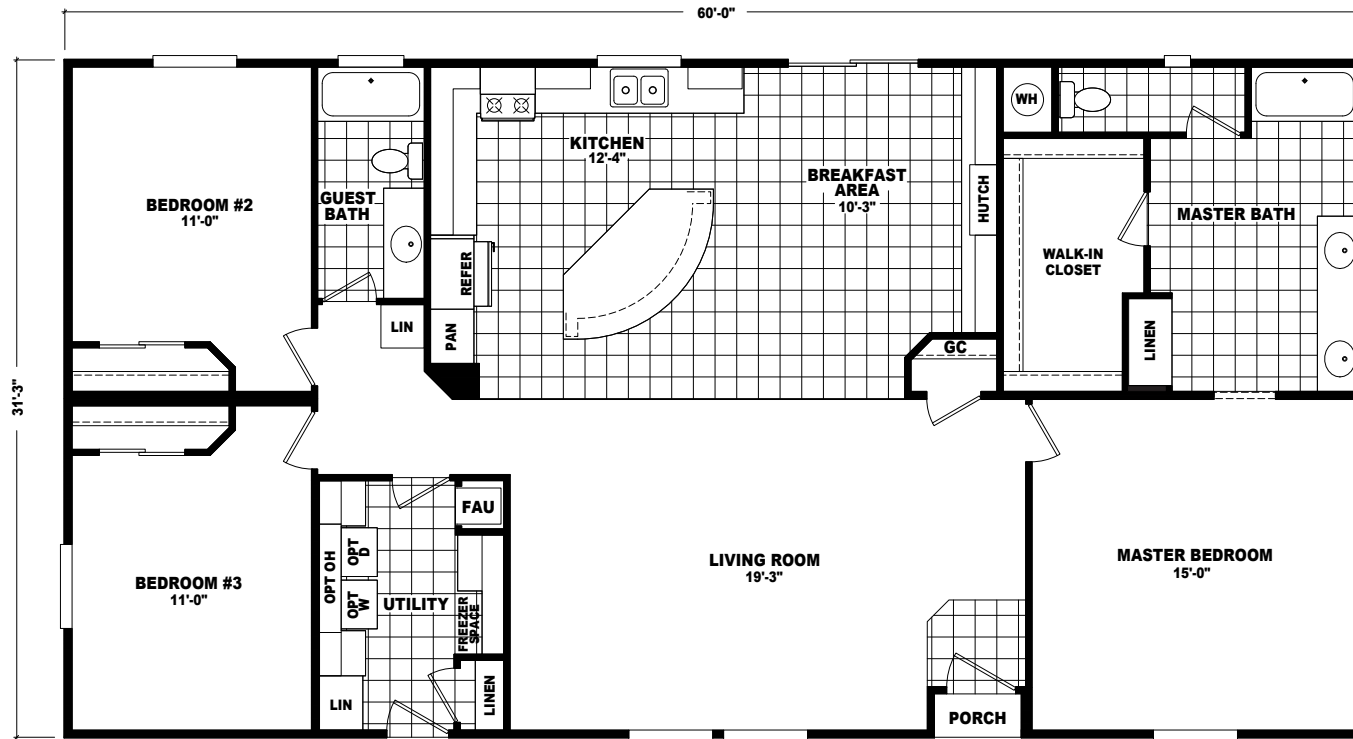 60'-0"
31'-3"
BEDROOM #2
11'-0"
GUEST
BATH
LIN
KITCHEN
12'-4"
REFER
PAN
BREAKFAST
AREA
10'-3"
HUTCH
GC
WH
WALK-IN
CLOSET
MASTER BATH
LINEN
BEDROOM #3
11'-0"
OPT OH
OPT
D
OPT
W
UTILITY
FAU
FREEZER
SPACE
LIN
LINEN
LIVING ROOM
19'-3"
PORCH
MASTER BEDROOM
15'-0"